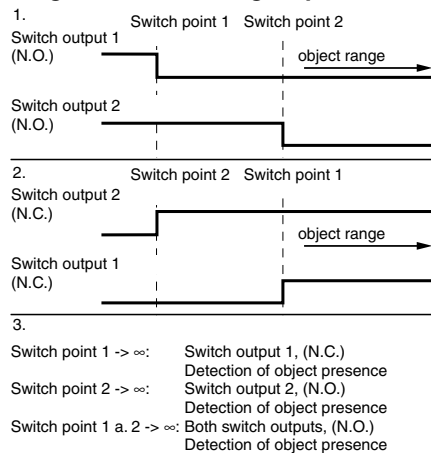 1.
Switch point 1 Switch point 2
Switch output 1
(N.O.)
object range
Switch output 2
(N.O.)
2.
Switch point 2 Switch point 1
Switch output 2
(N.C.)
object range
Switch output 1
(N.C.)
3.
Switch point 1 -> ∞: Switch output 1, (N.C.)
Detection of object presence
Switch point 2 -> ∞: Switch output 2, (N.O.)
Detection of object presence
Switch point 1 a. 2 -> ∞: Both switch outputs, (N.O.)
Detection of object presence